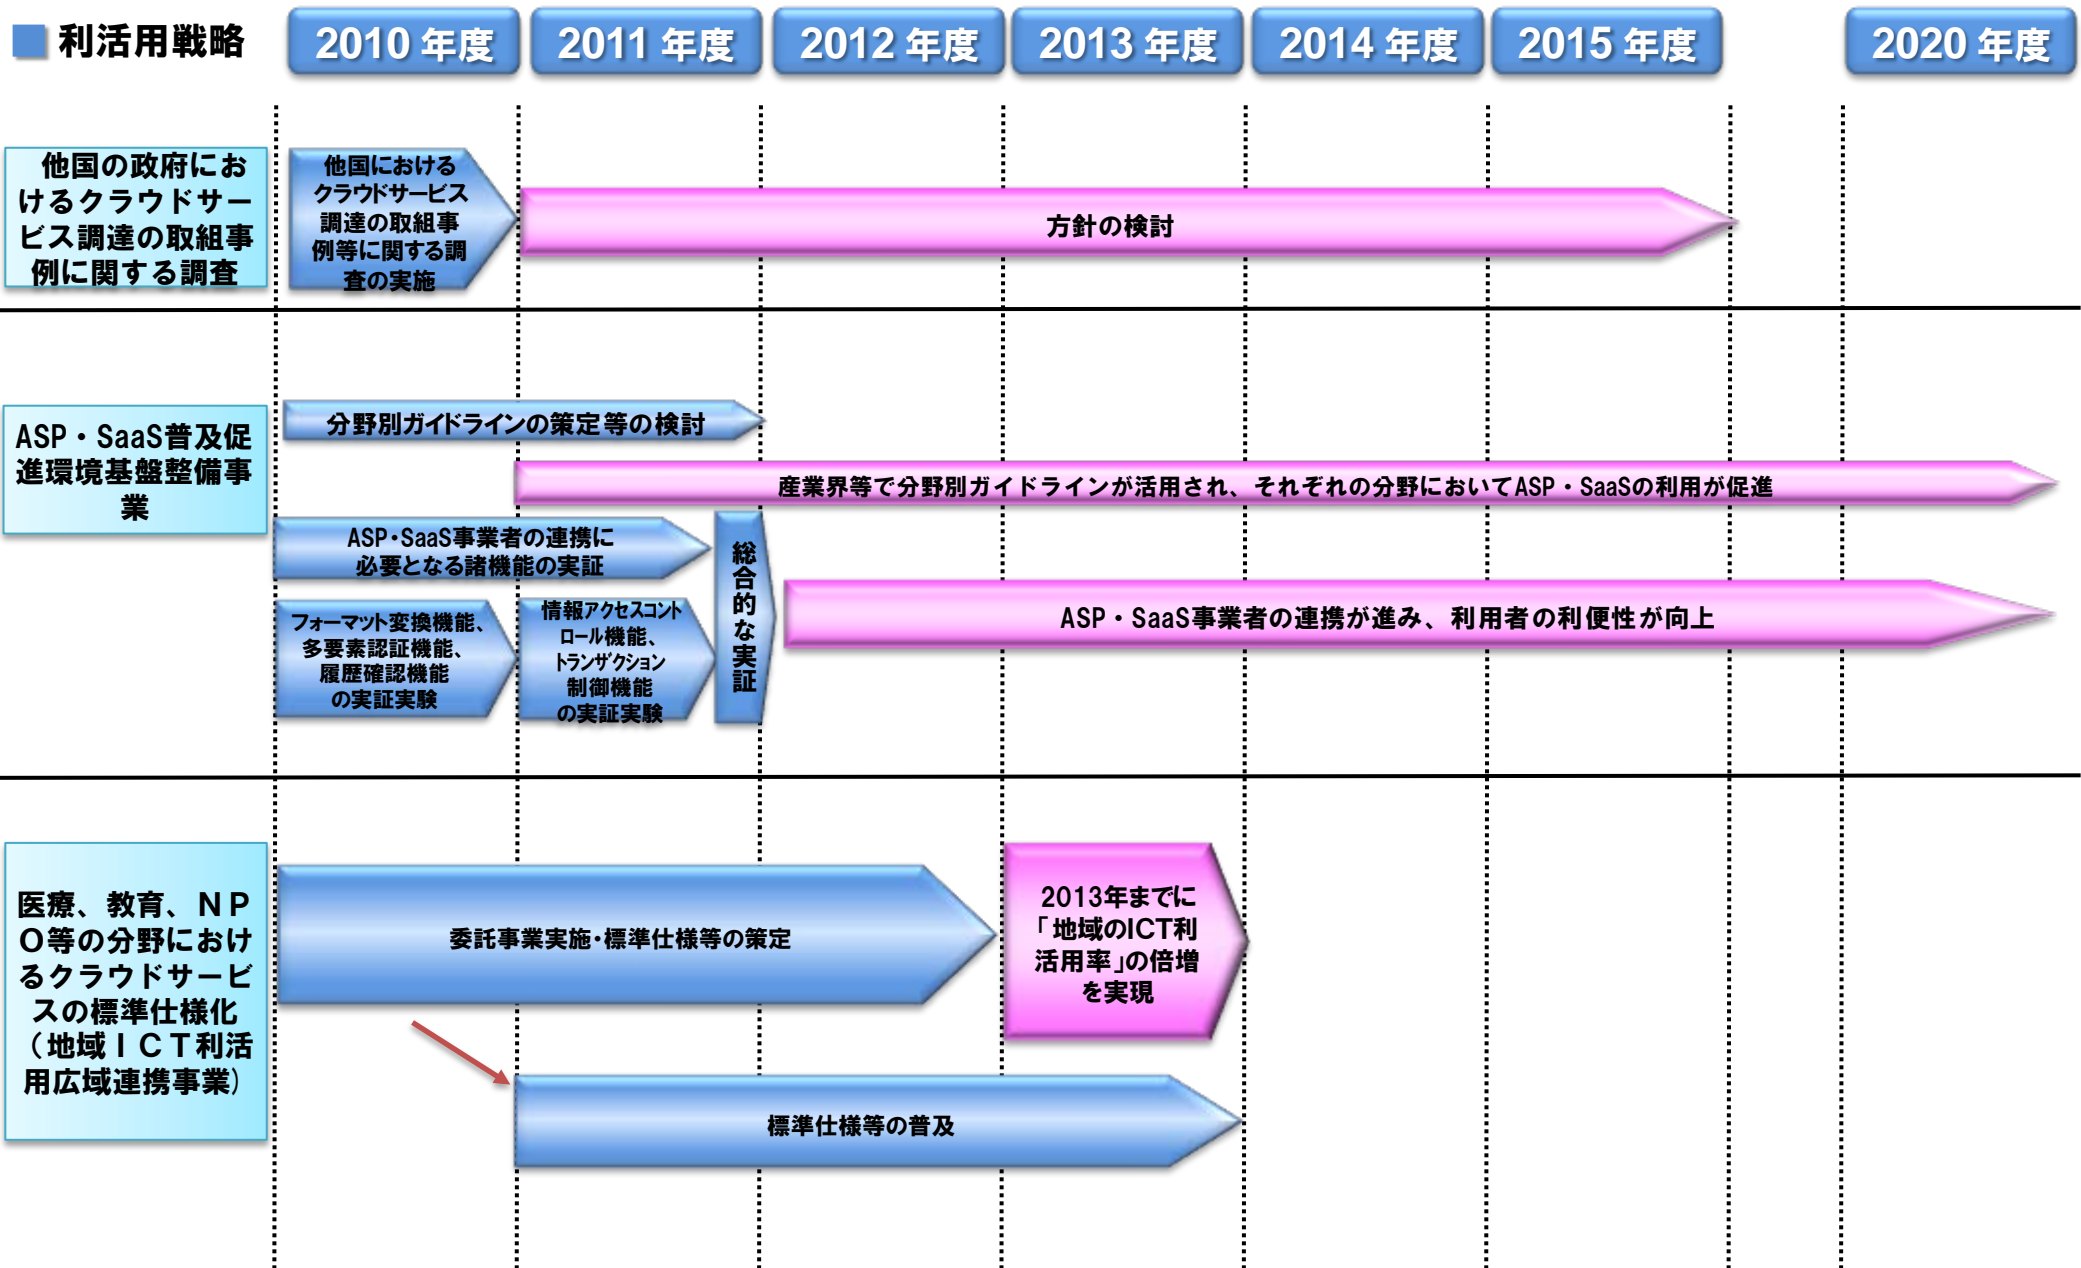 利活用戦略
2010 年度
2011 年度
2012 年度
2013 年度
2014 年度
2015 年度
2020 年度
他国の政府にお
けるクラウドサー
ビス調達の取組事
例に関する調査
他国における
クラウドサービス
調達の取組事
例等に関する調
査の実施
方針の検討
ASP・SaaS普及促
進環境基盤整備事
業
分野別ガイドラインの策定等の検討
産業界等で分野別ガイドラインが活用され、それぞれの分野においてASP・SaaSの利用が促進
ASP・SaaS事業者の連携に
必要となる諸機能の実証
フォーマット変換機能、
多要素認証機能、
履歴確認機能
の実証実験
情報アクセスコント
ロール機能、
トランザクション
制御機能
の実証実験
総合的な実証
ASP・SaaS事業者の連携が進み、利用者の利便性が向上
医療、教育、ＮＰ
Ｏ等の分野におけ
るクラウドサービ
スの標準仕様化
（地域ＩＣＴ利活
用広域連携事業）
委託事業実施・標準仕様等の策定
2013年までに
「地域のICT利
活用率」の倍増
を実現
標準仕様等の普及